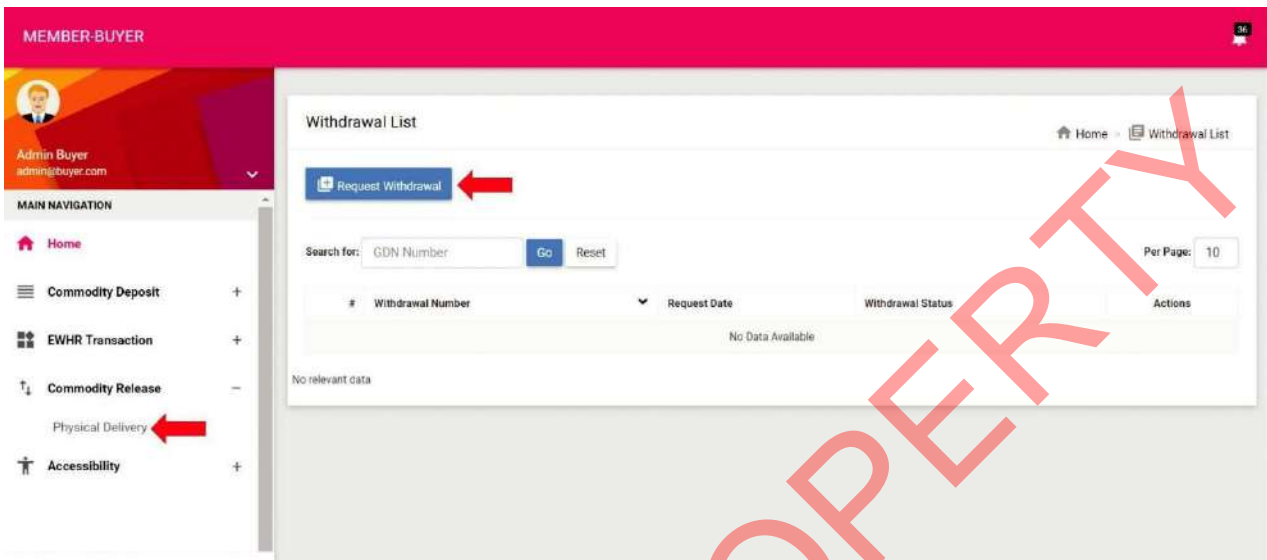 MEMBER-BUYER
36
Admin Buyer
admin@buyer.com
MAIN NAVIGATION
Home
Commodity Deposit +
EWHR Transaction +
Commodity Release −
Physical Delivery
Accessibility +
Withdrawal List
Home Withdrawal List
Request Withdrawal
Search for: GDN Number Go Reset Per Page: 10
# Withdrawal Number Request Date Withdrawal Status Actions
No Data Available
No relevant data
OPERTY